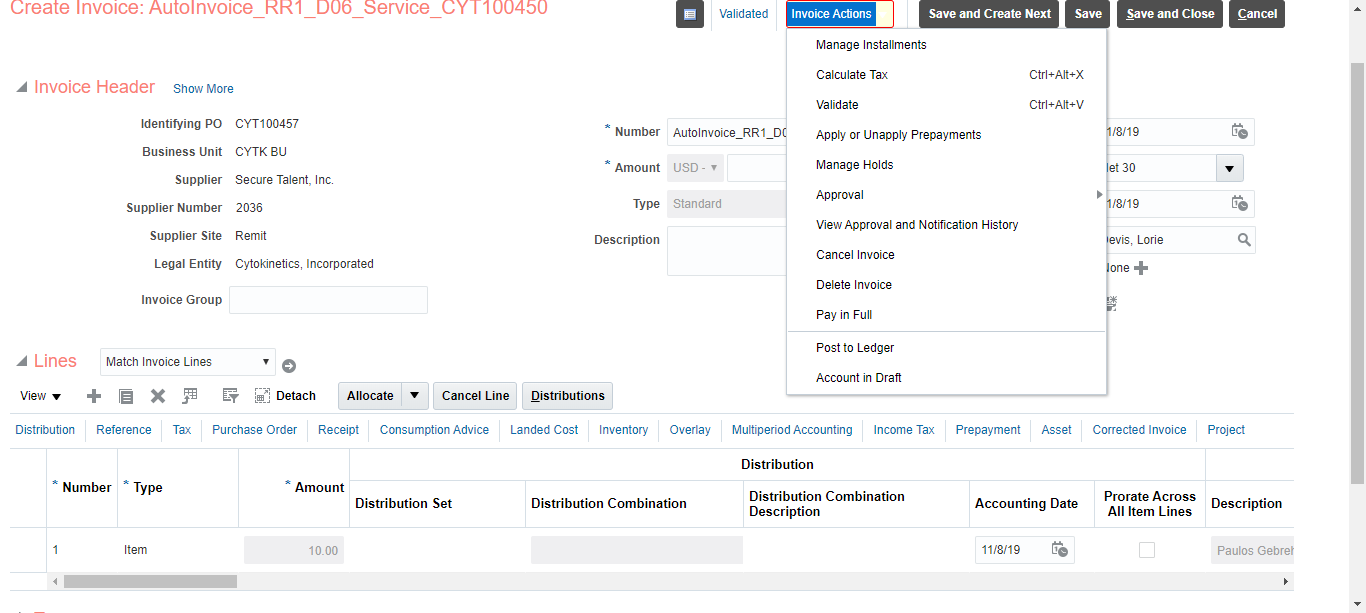 Create Invoice: AutoInvoice_RR1_D06_Service_CYT100450
Validated
Invoice Actions
Save and Create Next
Save
Save and Close
Cancel
Manage Installments
Calculate Tax Ctrl+Alt+X
Validate Ctrl+Alt+V
Apply or Unapply Prepayments
Manage Holds
Approval
View Approval and Notification History
Cancel Invoice
Delete Invoice
Pay in Full
Post to Ledger
Account in Draft
Invoice Header Show More
Identifying PO CYT100457
Business Unit CYTK BU
Supplier Secure Talent, Inc.
Supplier Number 2036
Supplier Site Remit
Legal Entity Cytokinetics, Incorporated
Invoice Group
* Number AutoInvoice_RR1_D0
* Amount USD -
Type Standard
Description
1/8/19
et 30
1/8/19
evis, Lorie
one
Lines Match Invoice Lines
View Detach Allocate Cancel Line Distributions
Distribution Reference Tax Purchase Order Receipt Consumption Advice Landed Cost Inventory Overlay Multiperiod Accounting Income Tax Prepayment Asset Corrected Invoice Project
Distribution
* Number * Type * Amount Distribution Set Distribution Combination Distribution Combination Description Accounting Date Prorate Across All Item Lines Description
1 Item 10.00 11/8/19 Paulos Gebreh